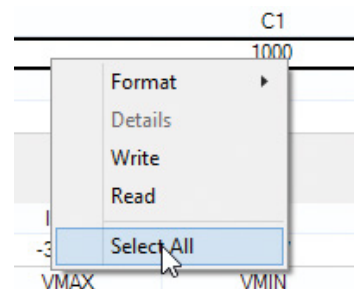 C1
1000
Format
Details
Write
Read
Select All
VMAX VMIN